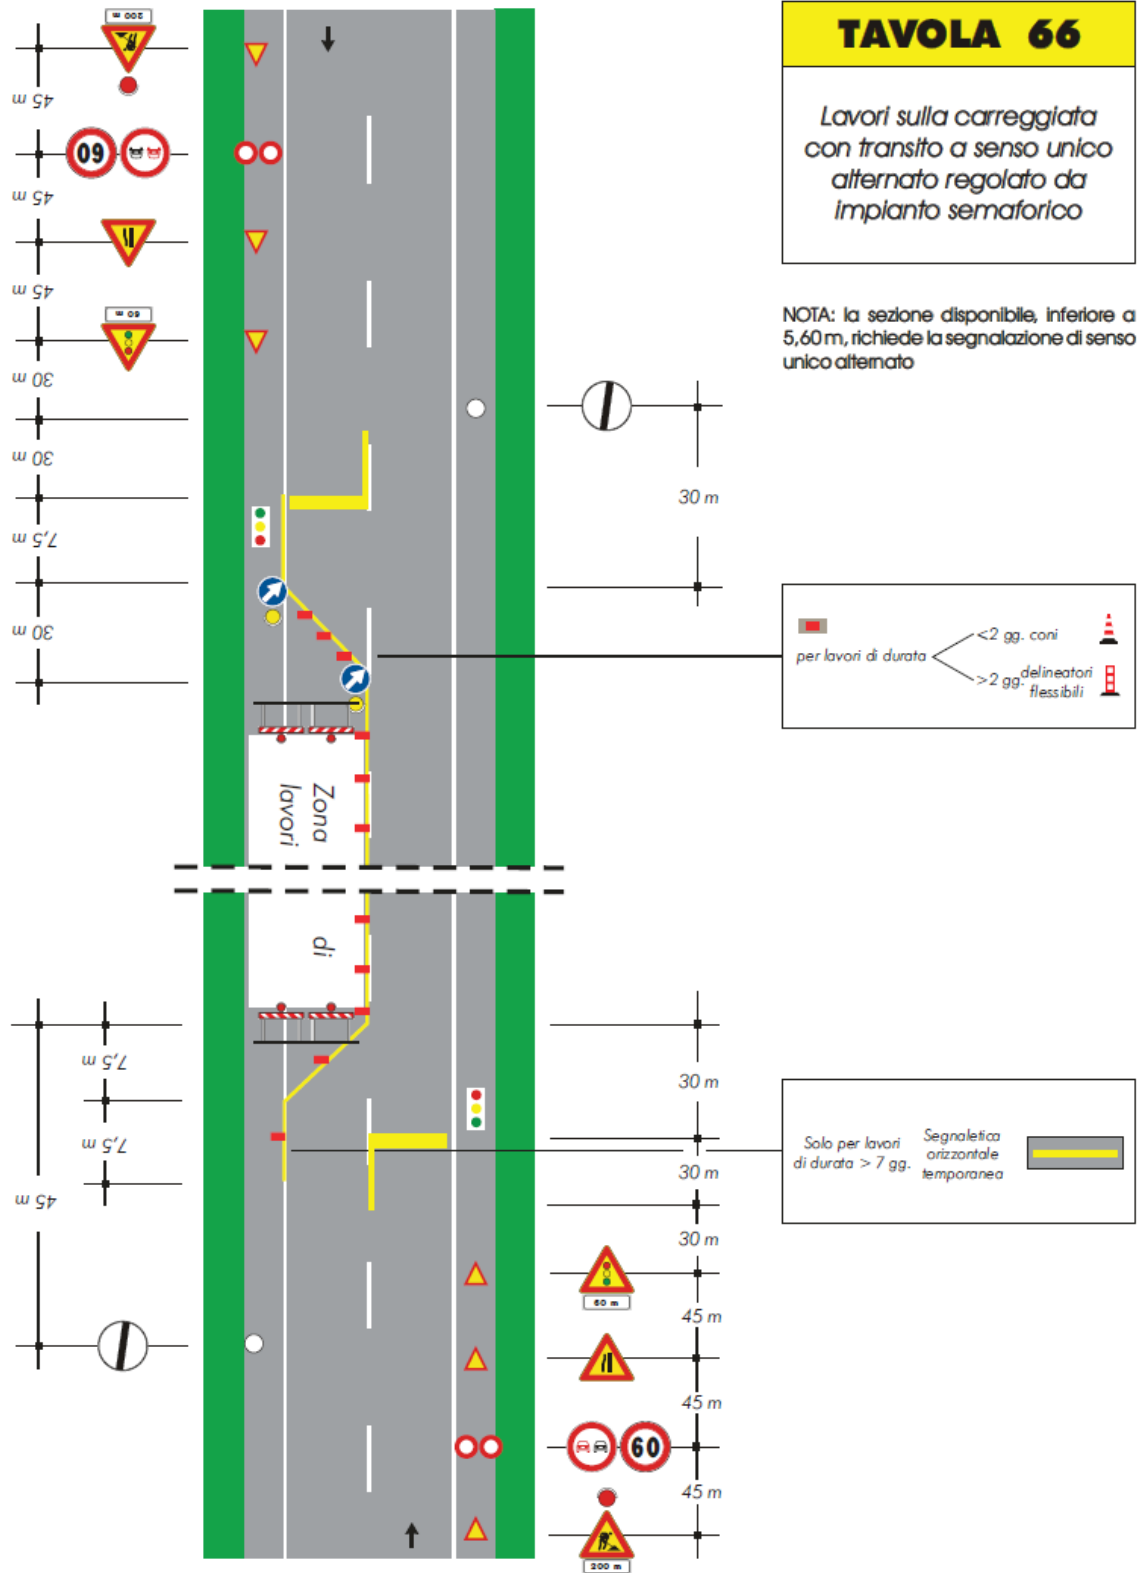 TAVOLA 66
Lavori sulla carreggiata
con transito a senso unico
alternato regolato da
impianto semaforico
NOTA: la sezione disponibile, inferiore a
5,60 m, richiede la segnalazione di senso
unico alternato
200 m
45 m
60
45 m
45 m
60 m
30 m
30 m
7,5 m
30 m
30 m
per lavori di durata
<2 gg. coni
>2 gg. delineatori
flessibili
Zona
lavori
di
7,5 m
7,5 m
45 m
30 m
30 m
30 m
Solo per lavori
di durata > 7 gg.
Segnaletica
orizzontale
temporanea
60 m
45 m
45 m
60
45 m
200 m